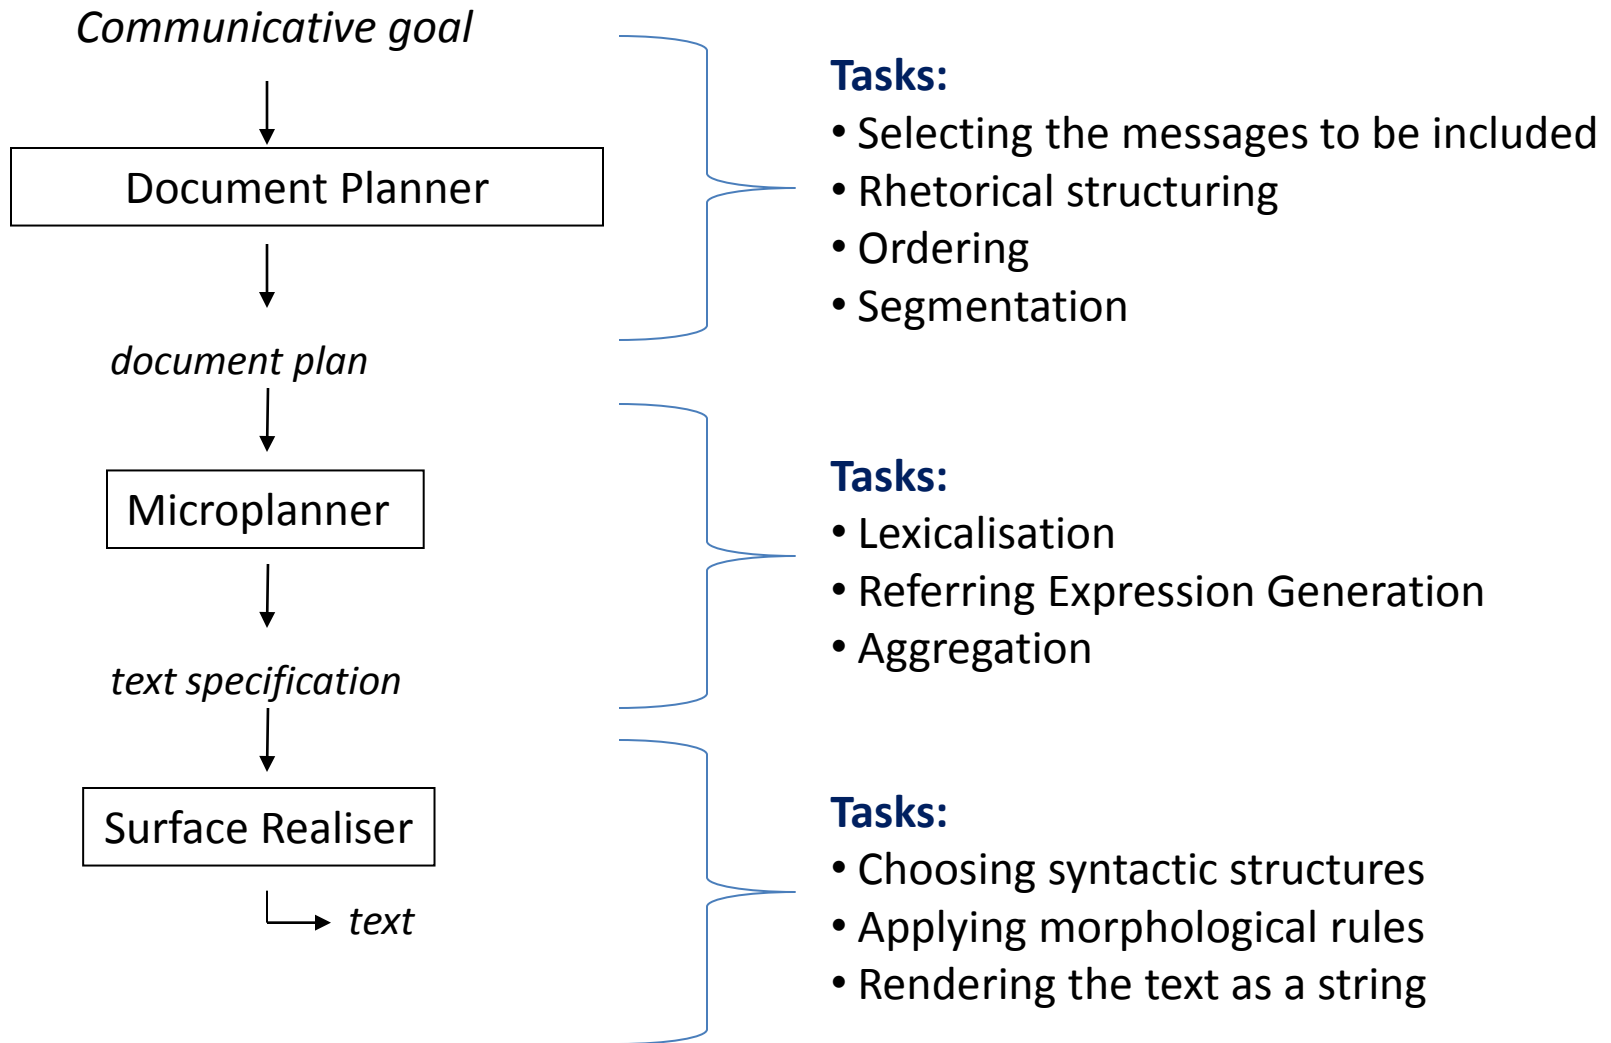 Communicative goal
Document Planner
document plan
Microplanner
text specification
Surface Realiser
text
Tasks:
• Selecting the messages to be included
• Rhetorical structuring
• Ordering
• Segmentation
Tasks:
• Lexicalisation
• Referring Expression Generation
• Aggregation
Tasks:
• Choosing syntactic structures
• Applying morphological rules
• Rendering the text as a string